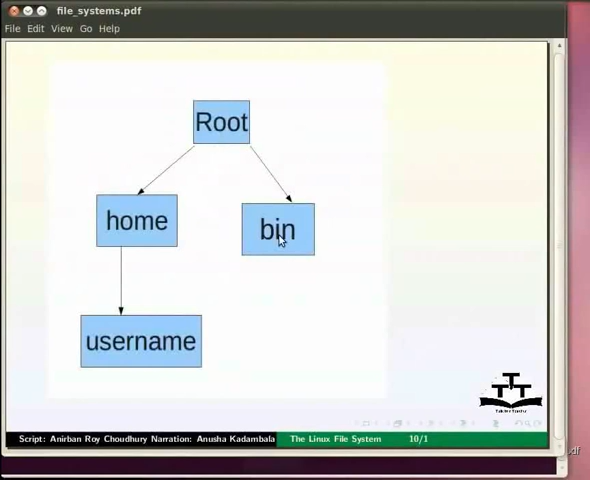 file_systems.pdf
File Edit View Go Help
Root
home
bin
username
TTT
Script: Anirban Roy Choudhury Narration: Anusha Kadambala The Linux File System 10/1